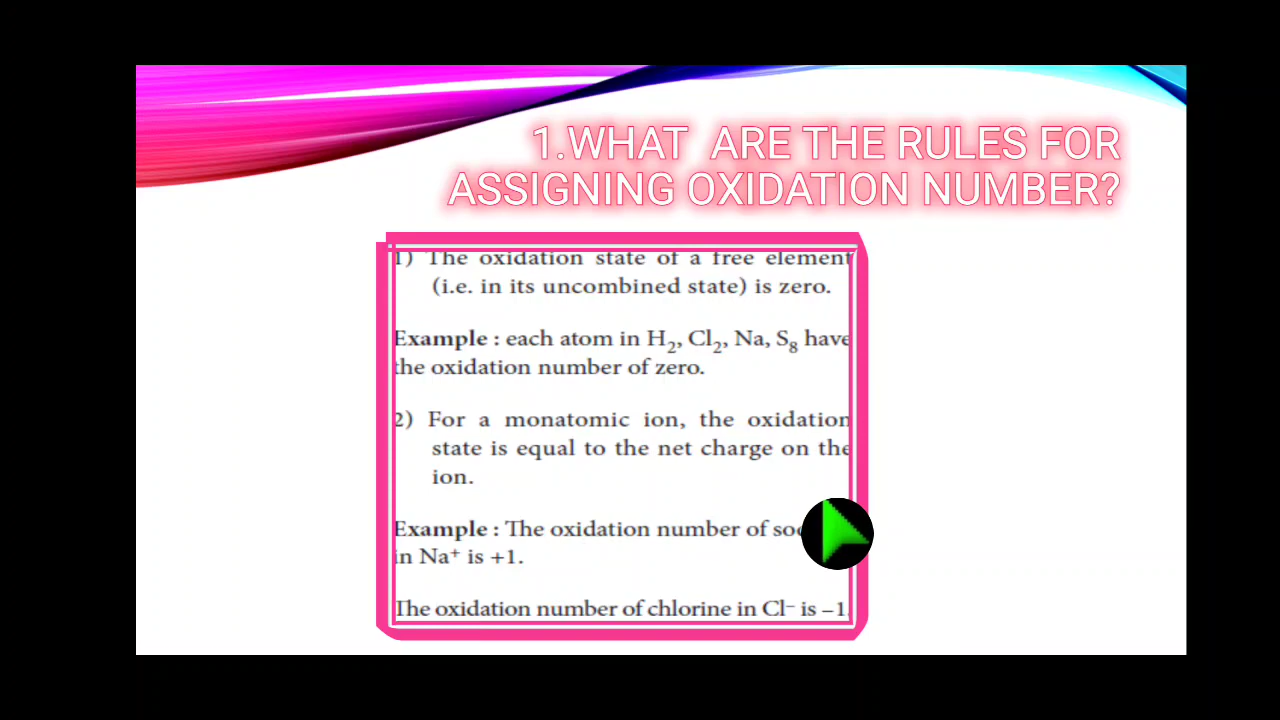 1.WHAT ARE THE RULES FOR
ASSIGNING OXIDATION NUMBER?
1) The oxidation state of a free element
(i.e. in its uncombined state) is zero.
Example : each atom in H₂, Cl₂, Na, S₈ have
the oxidation number of zero.
2) For a monatomic ion, the oxidation
state is equal to the net charge on the
ion.
Example : The oxidation number of
in Na⁺ is +1.
The oxidation number of chlorine in Cl⁻ is –1.